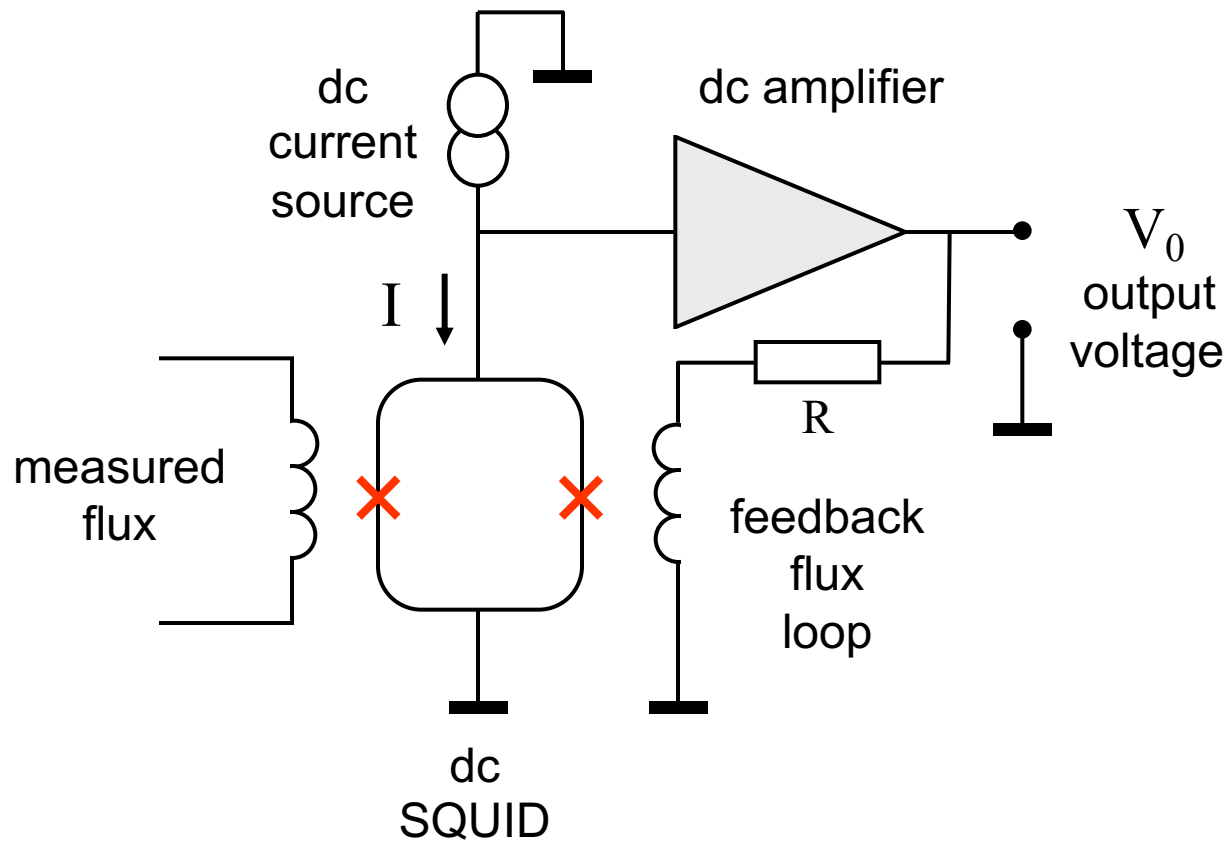 dc
current
source
dc amplifier
V₀
output
voltage
I
R
measured
flux
feedback
flux
loop
dc
SQUID